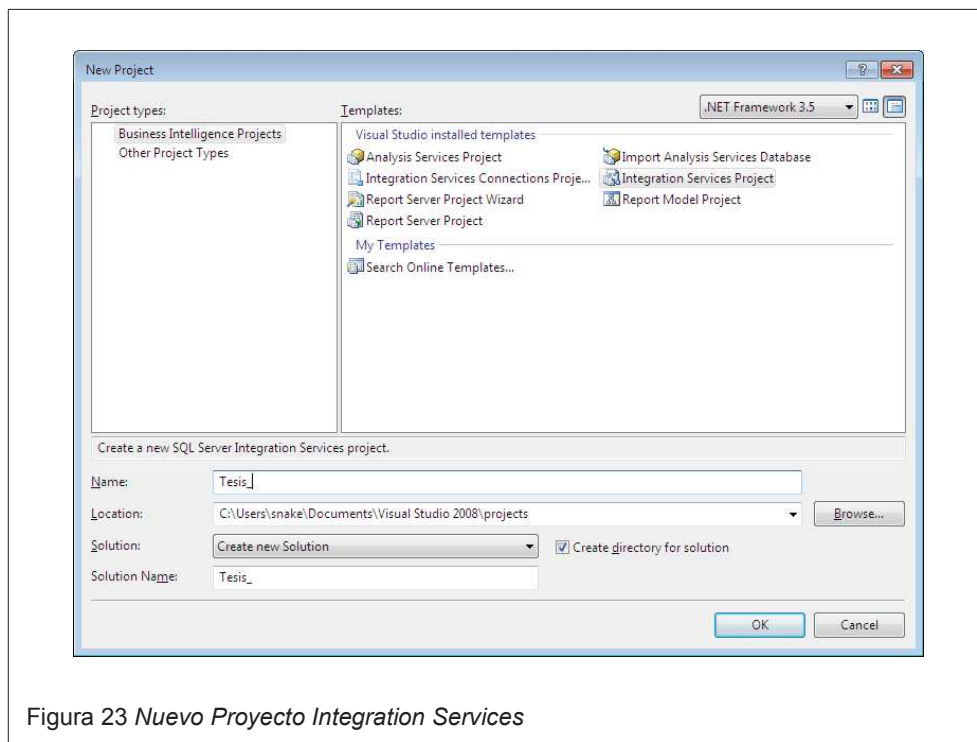 New Project
Project types:
Templates:
.NET Framework 3.5
Business Intelligence Projects
Other Project Types
Visual Studio installed templates
Analysis Services Project
Import Analysis Services Database
Integration Services Connections Proje...
Integration Services Project
Report Server Project Wizard
Report Model Project
Report Server Project
My Templates
Search Online Templates...
Create a new SQL Server Integration Services project.
Name:
Tesis_
Location:
C:\Users\snake\Documents\Visual Studio 2008\projects
Browse...
Solution:
Create new Solution
Create directory for solution
Solution Name:
Tesis_
OK
Cancel
Figura 23 Nuevo Proyecto Integration Services